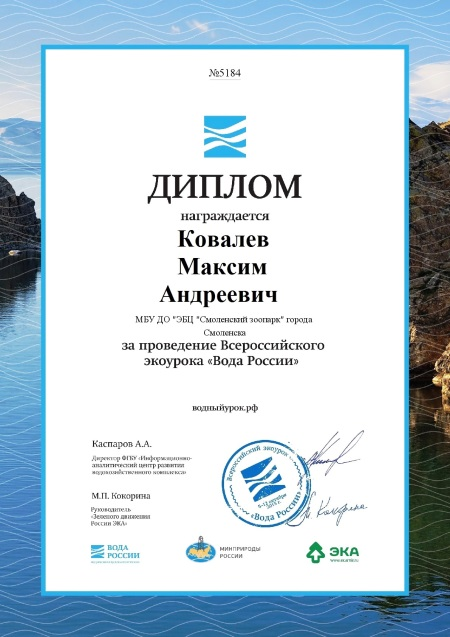 №5184
ДИПЛОМ
награждается
Ковалев
Максим
Андреевич
МБУ ДО "ЭБЦ "Смоленский зоопарк" города
Смоленска
за проведение Всероссийского
экоурока «Вода России»
водныйурок.рф
Каспаров А.А.
Директор ФГБУ «Информационно-
аналитический центр развития
водохозяйственного комплекса»
М.П. Кокорина
Руководитель
«Зеленого движения
России ЭКА»
Всероссийский экоурок
«Вода России»
ВОДА
РОССИИ
МИНПРИРОДЫ
РОССИИ
ЭКА